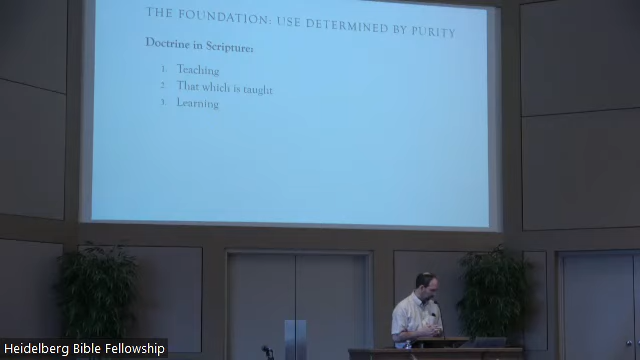 THE FOUNDATION: USE DETERMINED BY PURITY
Doctrine in Scripture:
1. Teaching
2. That which is taught
3. Learning
Heidelberg Bible Fellowship